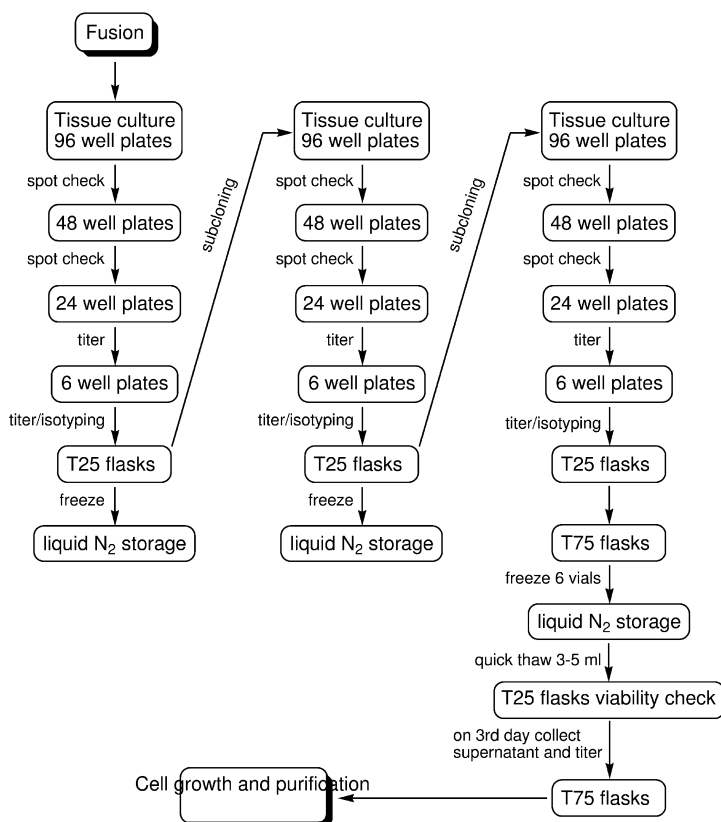 Fusion
Tissue culture
96 well plates
spot check
48 well plates
spot check
24 well plates
titer
6 well plates
titer/isotyping
T25 flasks
freeze
liquid N₂ storage
subcloning
Tissue culture
96 well plates
spot check
48 well plates
spot check
24 well plates
titer
6 well plates
titer/isotyping
T25 flasks
freeze
liquid N₂ storage
subcloning
Tissue culture
96 well plates
spot check
48 well plates
spot check
24 well plates
titer
6 well plates
titer/isotyping
T25 flasks
T75 flasks
freeze 6 vials
liquid N₂ storage
quick thaw 3-5 ml
T25 flasks viability check
on 3rd day collect
supernatant and titer
T75 flasks
Cell growth and purification